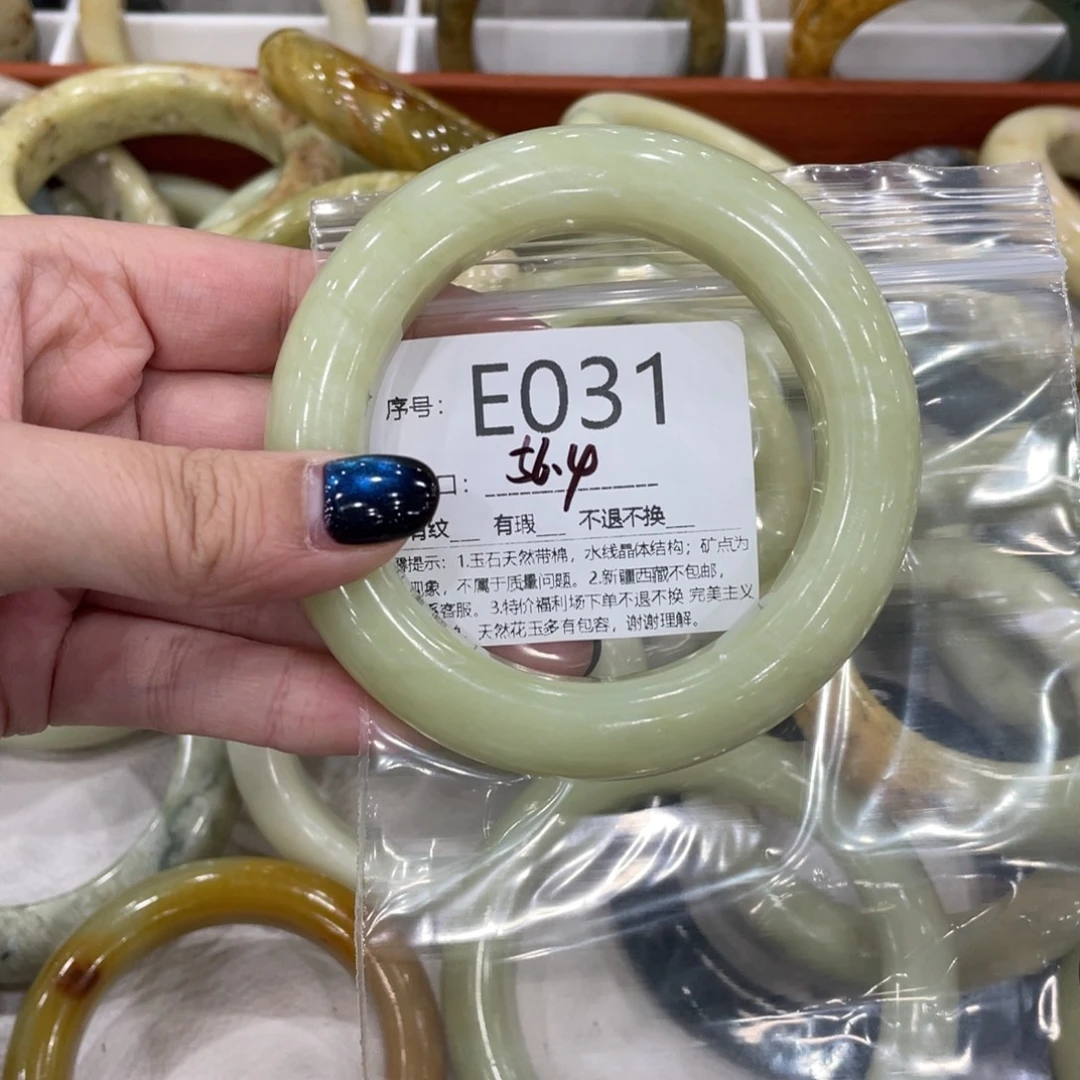 序号: E031
口: 56.4
有纹__ 有瑕__ 不退不换__
提示：1.玉石天然带棉，水线晶体结构；矿点为
现象，不属于质量问题。2.新疆西藏不包邮，
系客服。3.特价福利场下单不退不换 完美主义
天然花玉多有包容，谢谢理解。